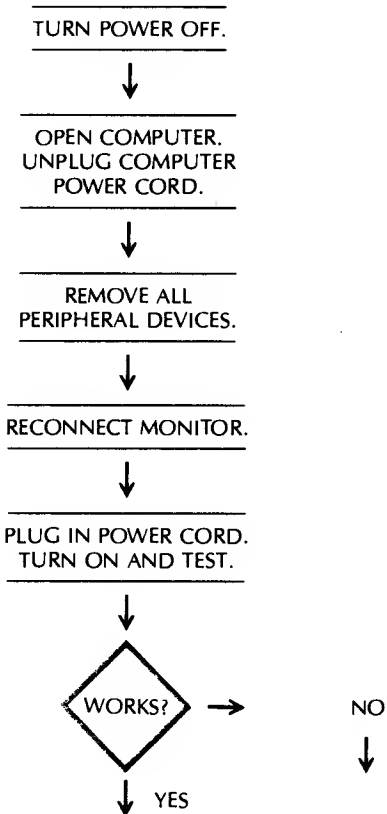 TURN POWER OFF.
OPEN COMPUTER.
UNPLUG COMPUTER
POWER CORD.
REMOVE ALL
PERIPHERAL DEVICES.
RECONNECT MONITOR.
PLUG IN POWER CORD.
TURN ON AND TEST.
WORKS?
NO
YES